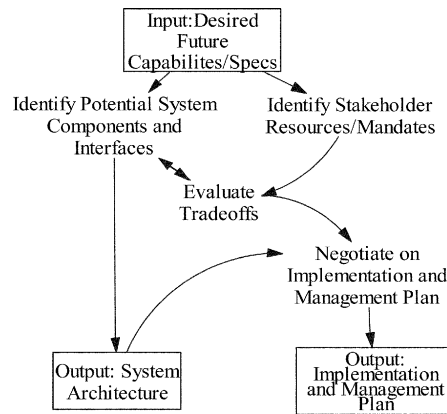 Input:Desired
Future
Capabilites/Specs
Identify Potential System
Components and
Interfaces
Identify Stakeholder
Resources/Mandates
Evaluate
Tradeoffs
Negotiate on
Implementation and
Management Plan
Output: System
Architecture
Output:
Implementation
and Management
Plan